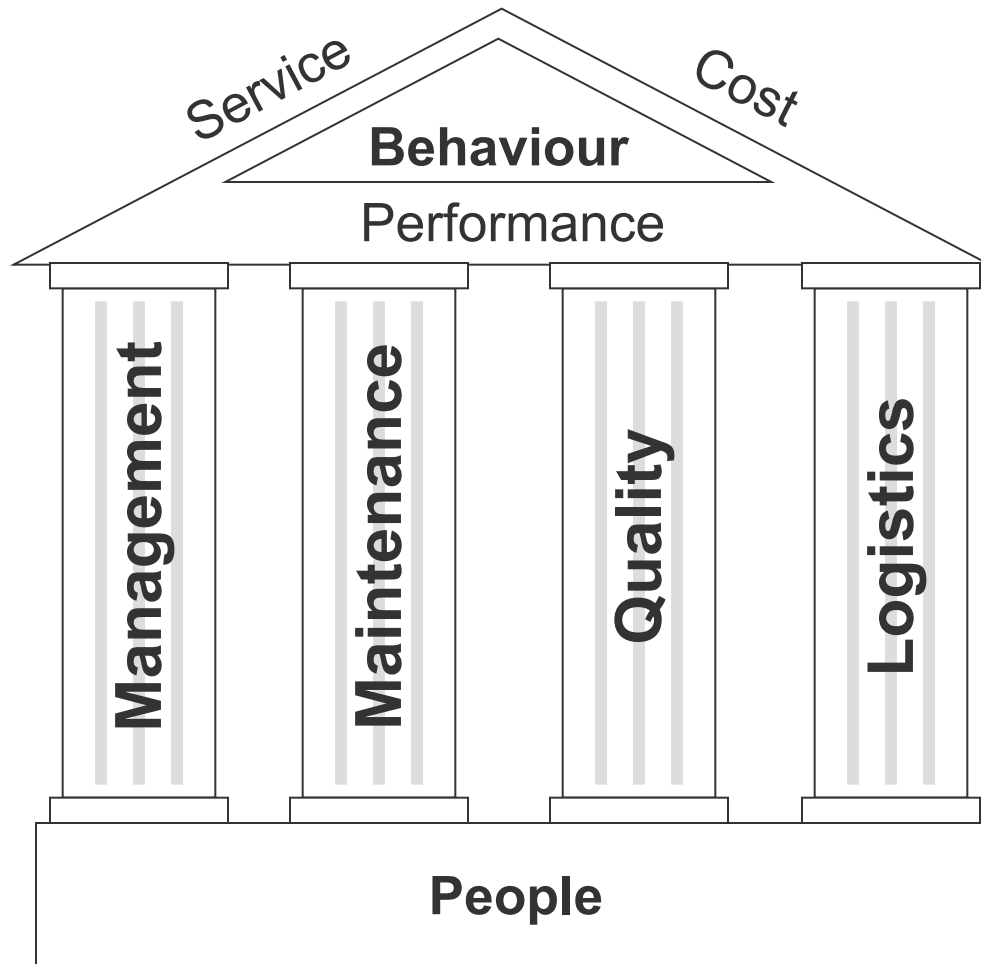 Service
Cost
Behaviour
Performance
Management
Maintenance
Quality
Logistics
People